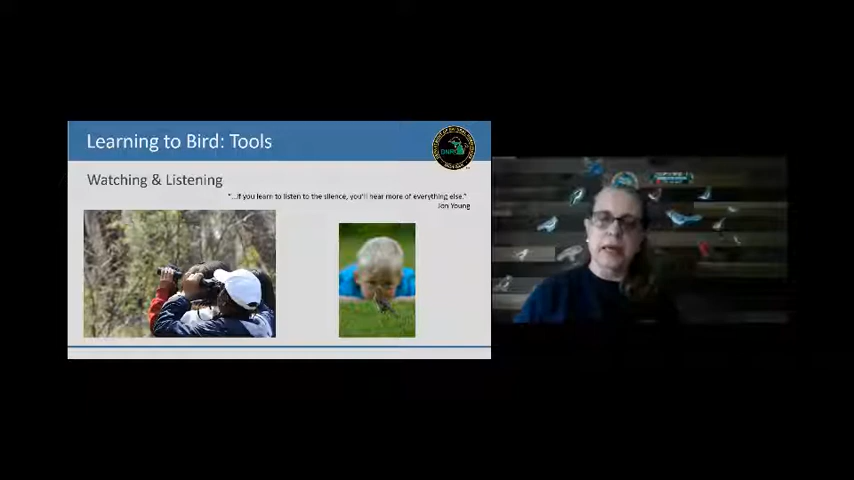 Learning to Bird: Tools
DNR
Watching & Listening
"...if you learn to listen to the silence, you'll hear more of everything else."
Jon Young